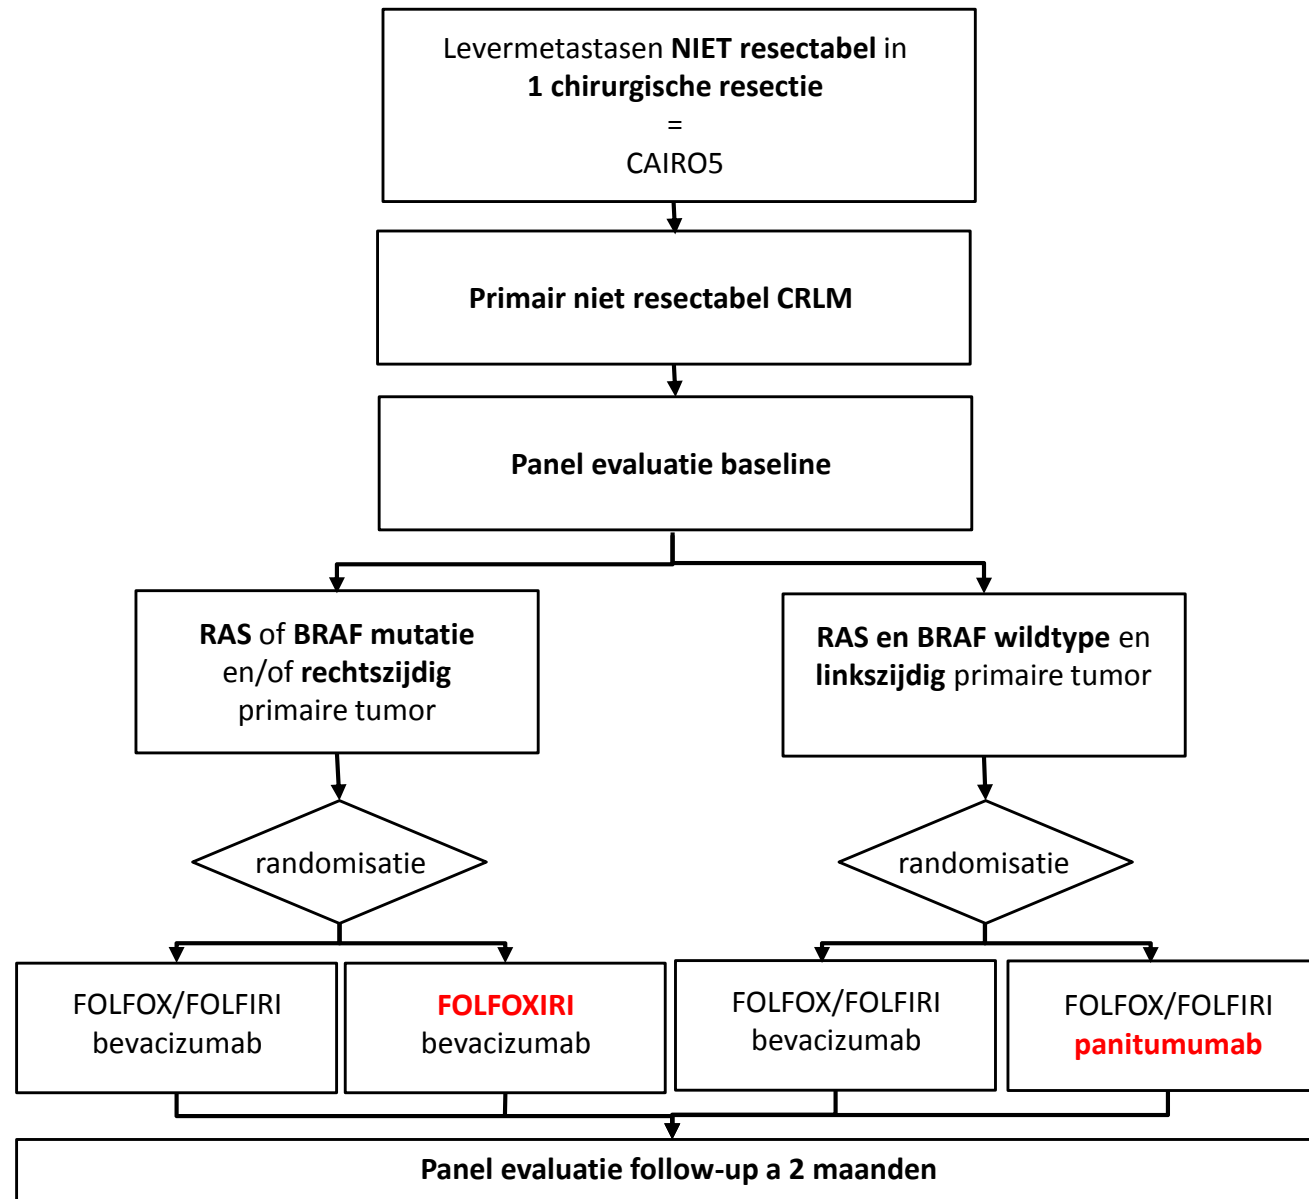 Levermetastasen NIET resectabel in
1 chirurgische resectie
=
CAIRO5
Primair niet resectabel CRLM
Panel evaluatie baseline
RAS of BRAF mutatie
en/of rechtszijdig
primaire tumor
RAS en BRAF wildtype en
linkszijdig primaire tumor
randomisatie
randomisatie
FOLFOX/FOLFIRI
bevacizumab
FOLFOXIRI
bevacizumab
FOLFOX/FOLFIRI
bevacizumab
FOLFOX/FOLFIRI
panitumumab
Panel evaluatie follow-up a 2 maanden